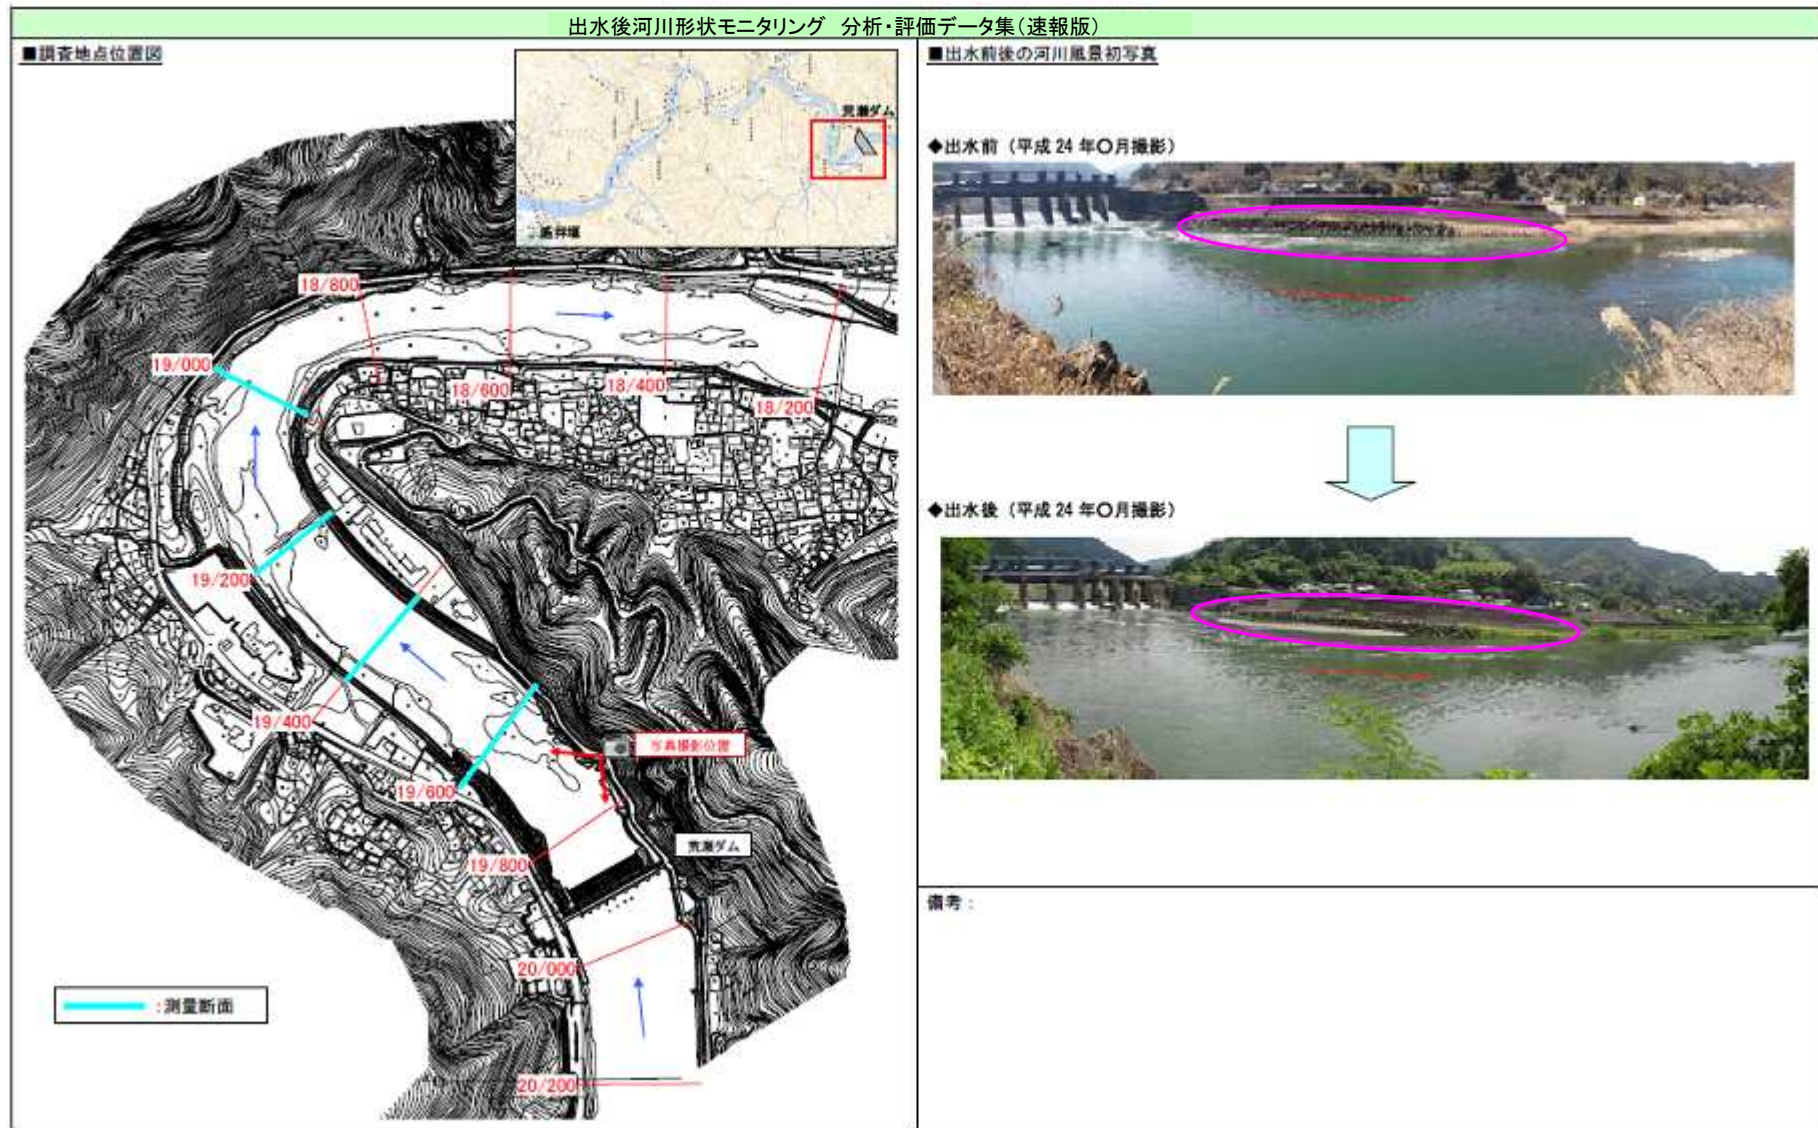 出水後河川形状モニタリング　分析・評価データ集（速報版）
■調査地点位置図
荒瀬ダム
18/800
19/000
18/600
18/400
18/200
19/200
19/400
写真撮影位置
19/600
荒瀬ダム
19/800
20/000
：測量断面
20/200
■出水前後の河川風景初写真
◆出水前（平成 24 年〇月撮影）
◆出水後（平成 24 年〇月撮影）
備考：